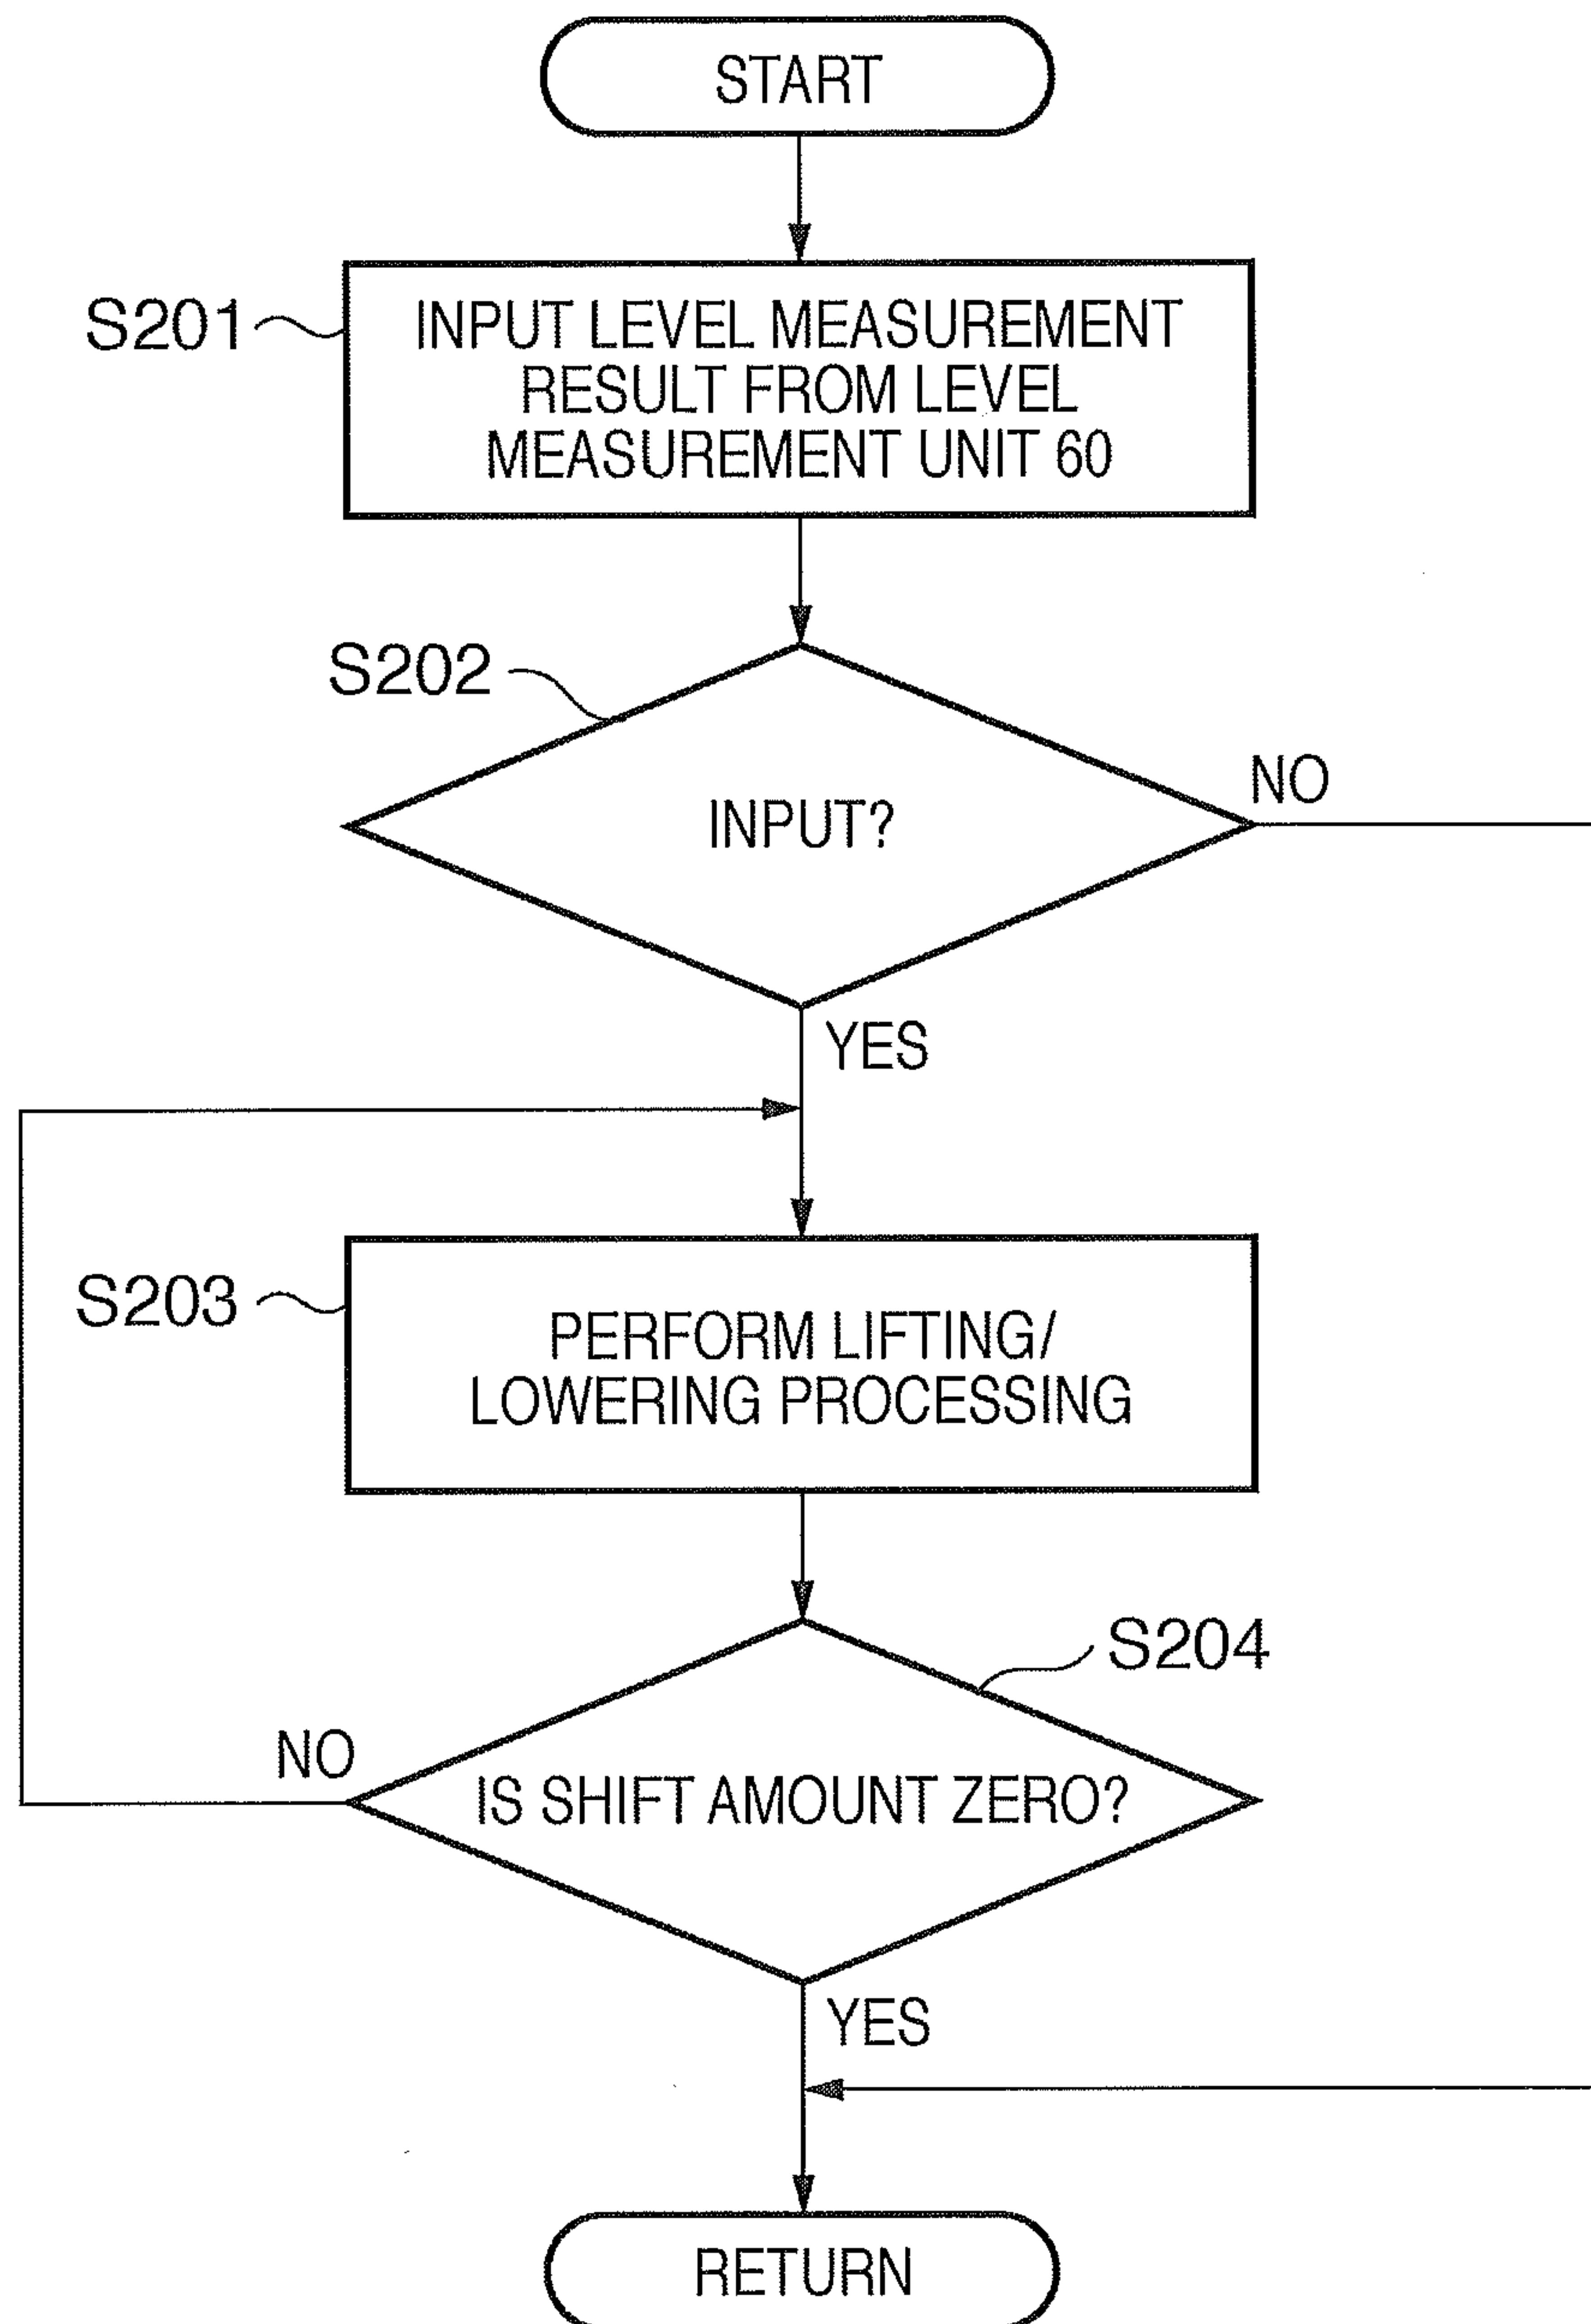 START
S201
INPUT LEVEL MEASUREMENT
RESULT FROM LEVEL
MEASUREMENT UNIT 60
S202
INPUT?
NO
YES
S203
PERFORM LIFTING/
LOWERING PROCESSING
S204
NO
IS SHIFT AMOUNT ZERO?
YES
RETURN